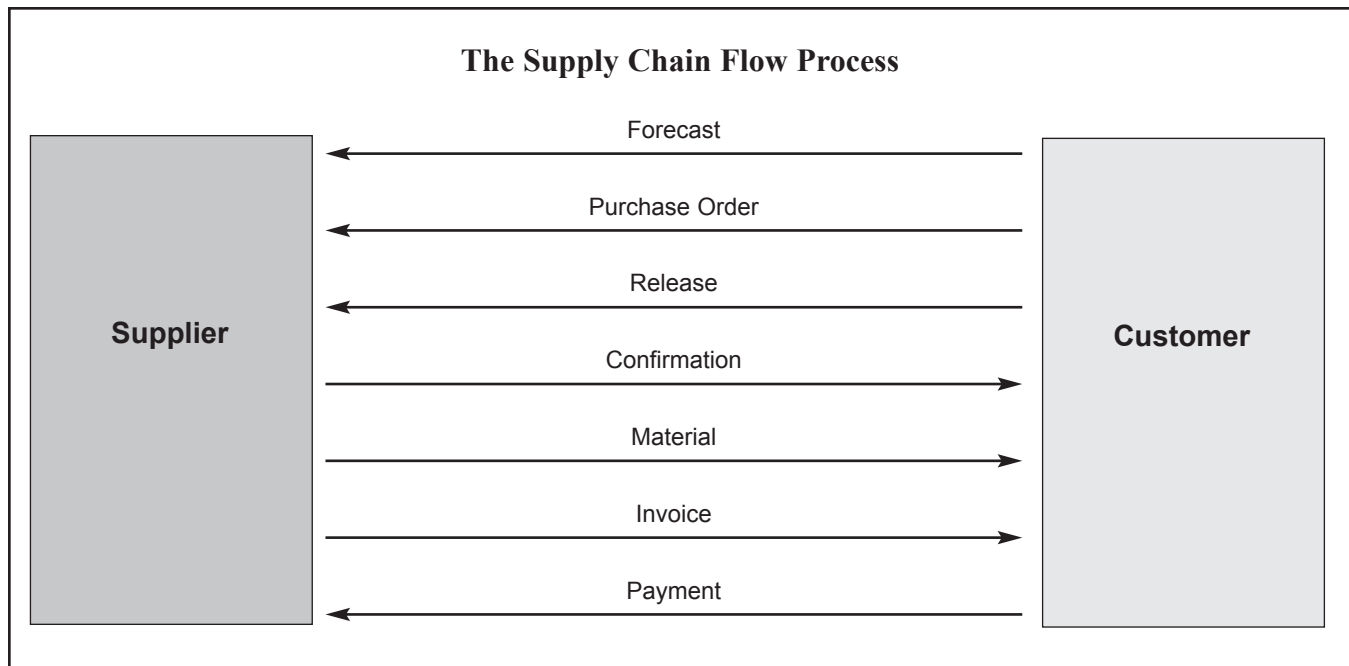 The Supply Chain Flow Process
Forecast
Purchase Order
Release
Supplier
Customer
Confirmation
Material
Invoice
Payment